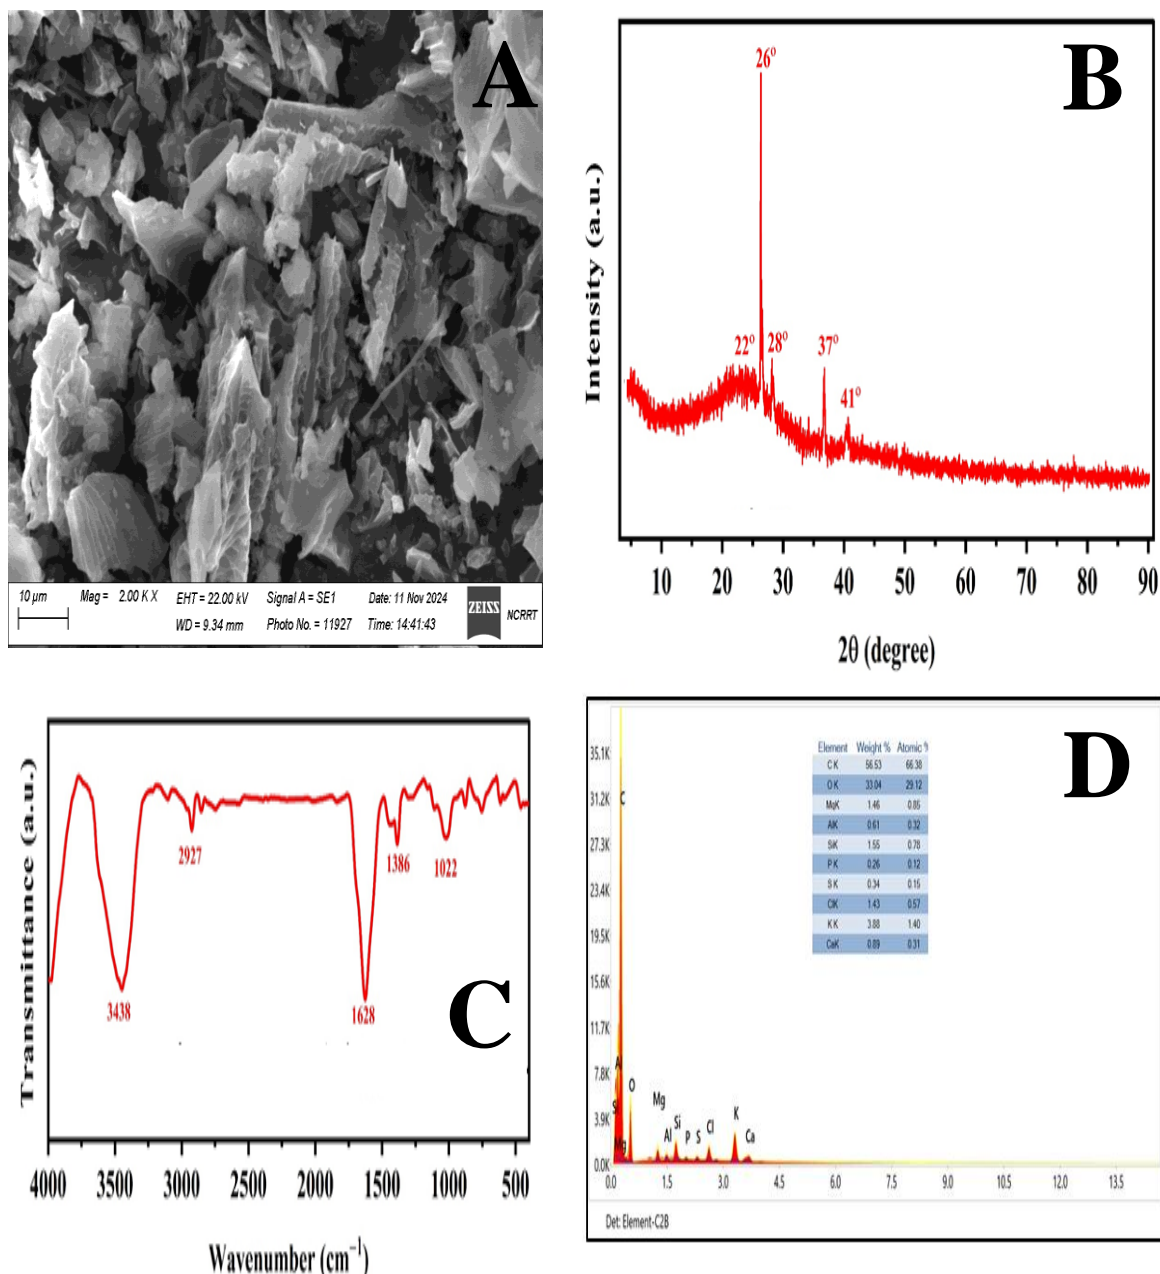 A
10 µm
Mag = 2.00 K X
EHT = 22.00 kV
Signal A = SE1
Date: 11 Nov 2024
WD = 9.34 mm
Photo No. = 11927
Time: 14:41:43
ZEISS
NCRRT
B
Intensity (a.u.)
26°
22°
28°
37°
41°
10 20 30 40 50 60 70 80 90
2θ (degree)
C
Transmittance (a.u.)
2927
1386
1022
3438
1628
4000 3500 3000 2500 2000 1500 1000 500
Wavenumber (cm⁻¹)
D
Element Weight % Atomic %
C K 56.53 66.38
O K 33.04 29.12
MgK 1.46 0.85
AlK 0.61 0.32
SiK 1.55 0.78
P K 0.26 0.12
S K 0.34 0.15
ClK 1.43 0.57
K K 3.88 1.40
CaK 0.89 0.31
35.1K
31.2K
27.3K
23.4K
19.5K
15.6K
11.7K
7.8K
3.9K
0.0K
C
O
Mg
Al
Si
P
S
Cl
K
Ca
Mg
0.0 1.5 3.0 4.5 6.0 7.5 9.0 10.5 12.0 13.5
Det: Element-C2B